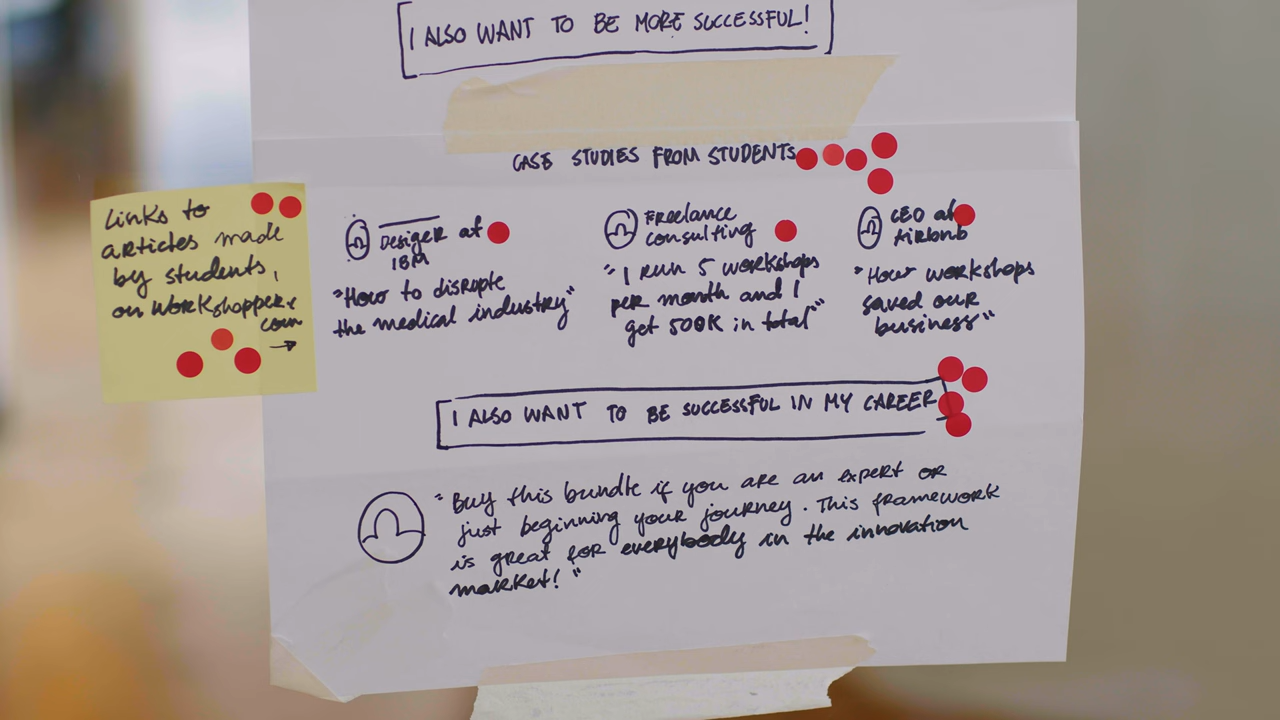 I ALSO WANT TO BE MORE SUCCESSFUL!
CASE STUDIES FROM STUDENTS
Links to
articles made
by students,
on workshopper.
com
→
Desiger at
IBM
"How to disrupte
the medical industry"
Freelance
consulting
"I run 5 workshops
per month and I
get 500K in total"
CEO at
Airbnb
"How workshops
saved our
business"
I ALSO WANT TO BE SUCCESSFUL IN MY CAREER
"Buy this bundle if you are an expert or
just beginning your journey. This framework
is great for everybody in the innovation
market!"